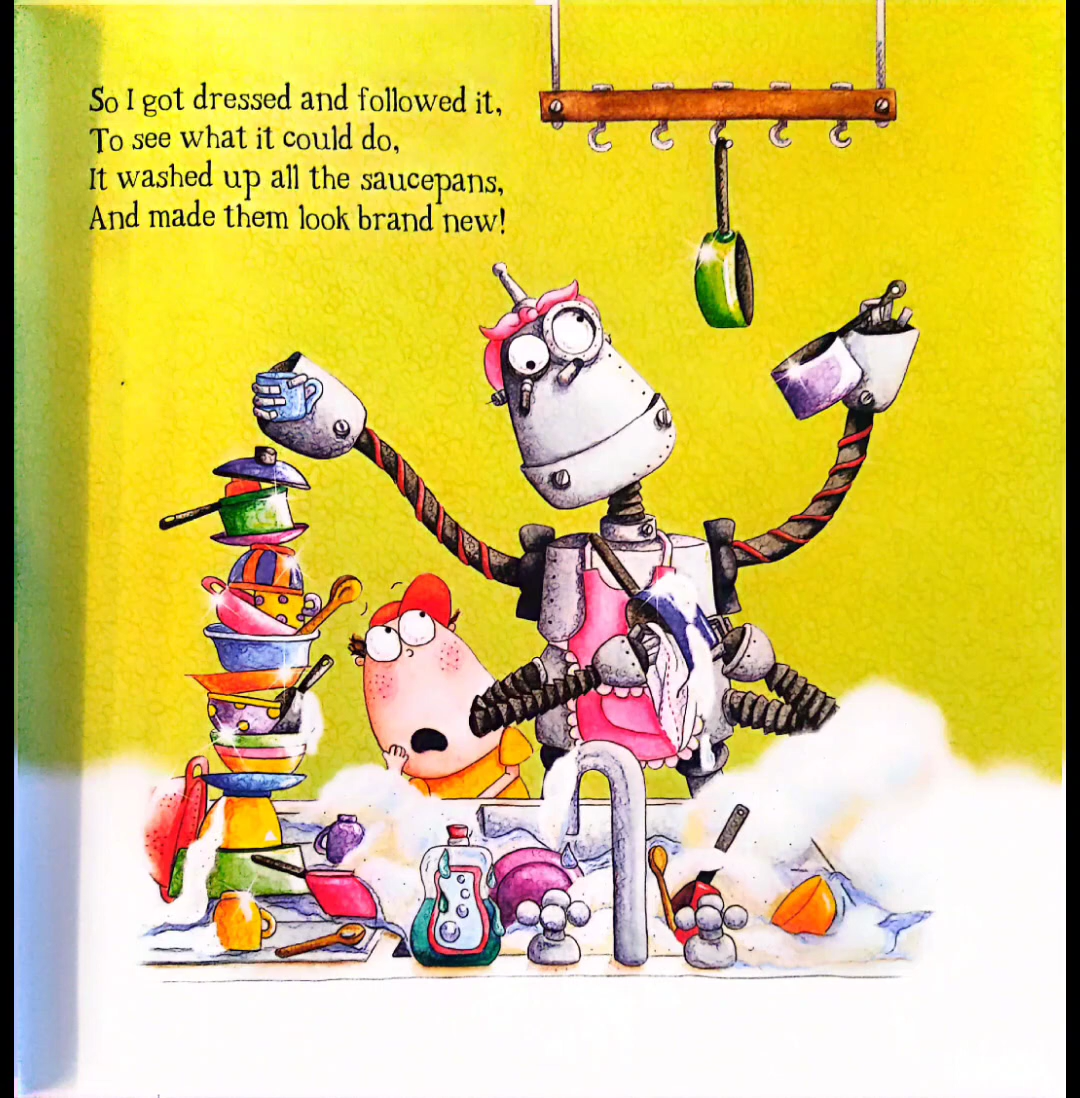 So I got dressed and followed it,
To see what it could do,
It washed up all the saucepans,
And made them look brand new!